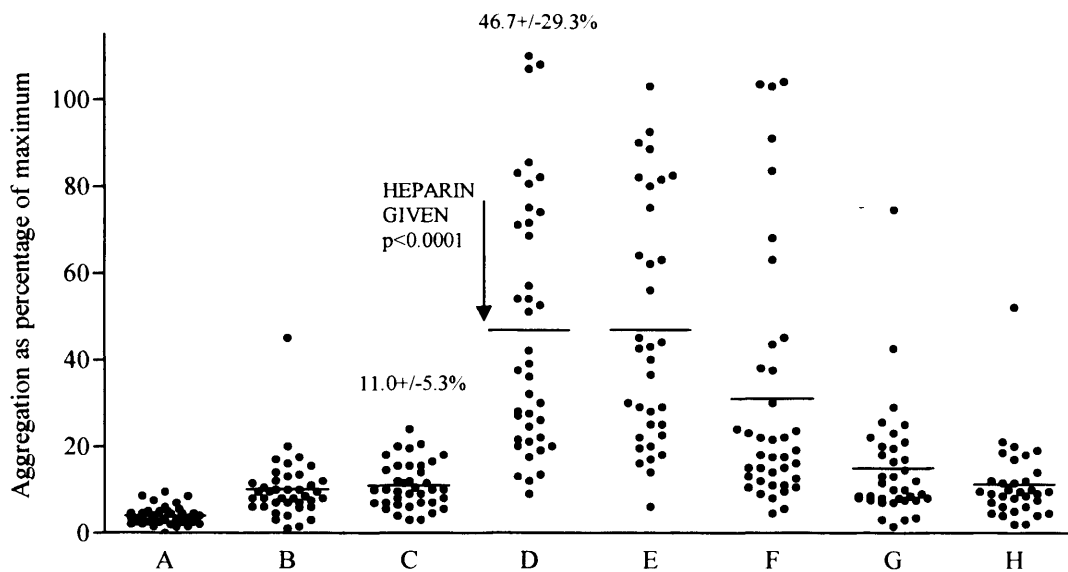 46.7+/-29.3%
Aggregation as percentage of maximum
100
80
60
40
20
0
HEPARIN
GIVEN
p<0.0001
11.0+/-5.3%
A B C D E F G H